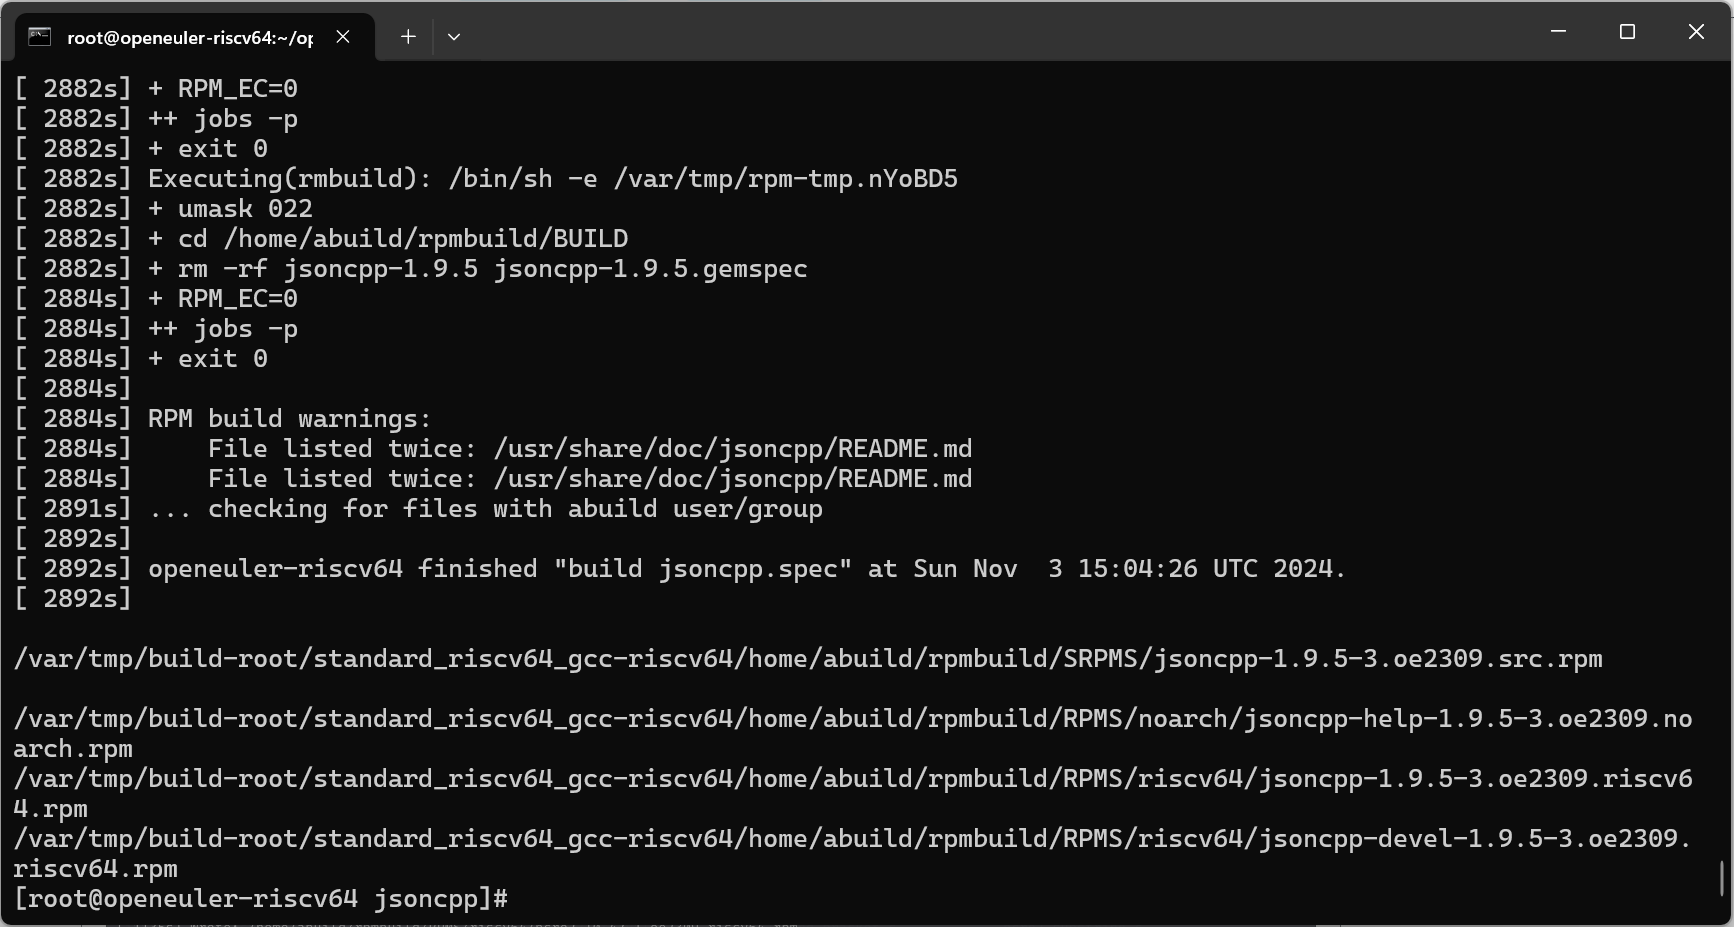 root@openeuler-riscv64:~/op
[ 2882s] + RPM_EC=0
[ 2882s] ++ jobs -p
[ 2882s] + exit 0
[ 2882s] Executing(rmbuild): /bin/sh -e /var/tmp/rpm-tmp.nYoBD5
[ 2882s] + umask 022
[ 2882s] + cd /home/abuild/rpmbuild/BUILD
[ 2882s] + rm -rf jsoncpp-1.9.5 jsoncpp-1.9.5.gemspec
[ 2884s] + RPM_EC=0
[ 2884s] ++ jobs -p
[ 2884s] + exit 0
[ 2884s]
[ 2884s] RPM build warnings:
[ 2884s]     File listed twice: /usr/share/doc/jsoncpp/README.md
[ 2884s]     File listed twice: /usr/share/doc/jsoncpp/README.md
[ 2891s] ... checking for files with abuild user/group
[ 2892s]
[ 2892s] openeuler-riscv64 finished "build jsoncpp.spec" at Sun Nov  3 15:04:26 UTC 2024.
[ 2892s]
/var/tmp/build-root/standard_riscv64_gcc-riscv64/home/abuild/rpmbuild/SRPMS/jsoncpp-1.9.5-3.oe2309.src.rpm
/var/tmp/build-root/standard_riscv64_gcc-riscv64/home/abuild/rpmbuild/RPMS/noarch/jsoncpp-help-1.9.5-3.oe2309.no
arch.rpm
/var/tmp/build-root/standard_riscv64_gcc-riscv64/home/abuild/rpmbuild/RPMS/riscv64/jsoncpp-1.9.5-3.oe2309.riscv6
4.rpm
/var/tmp/build-root/standard_riscv64_gcc-riscv64/home/abuild/rpmbuild/RPMS/riscv64/jsoncpp-devel-1.9.5-3.oe2309.
riscv64.rpm
[root@openeuler-riscv64 jsoncpp]#